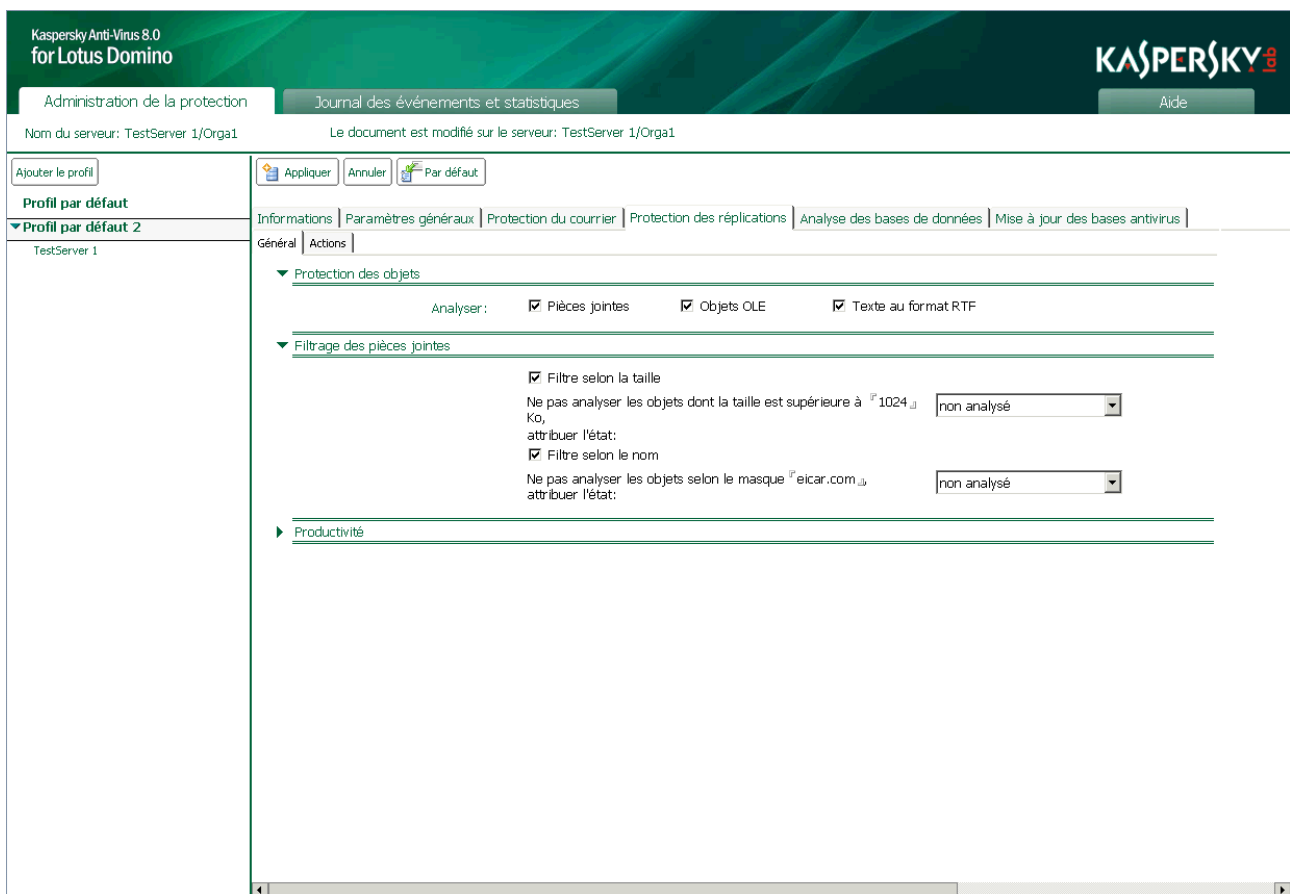 Kaspersky Anti-Virus 8.0
for Lotus Domino
KASPERSKY lab
Administration de la protection
Journal des événements et statistiques
Aide
Nom du serveur: TestServer 1/Orga1
Le document est modifié sur le serveur: TestServer 1/Orga1
Ajouter le profil
Appliquer
Annuler
Par défaut
Profil par défaut
Profil par défaut 2
TestServer 1
Informations
Paramètres généraux
Protection du courrier
Protection des réplications
Analyse des bases de données
Mise à jour des bases antivirus
Général
Actions
Protection des objets
Analyser:
Pièces jointes
Objets OLE
Texte au format RTF
Filtrage des pièces jointes
Filtre selon la taille
Ne pas analyser les objets dont la taille est supérieure à 1024
Ko,
attribuer l'état:
non analysé
Filtre selon le nom
Ne pas analyser les objets selon le masque eicar.com,
attribuer l'état:
non analysé
Productivité